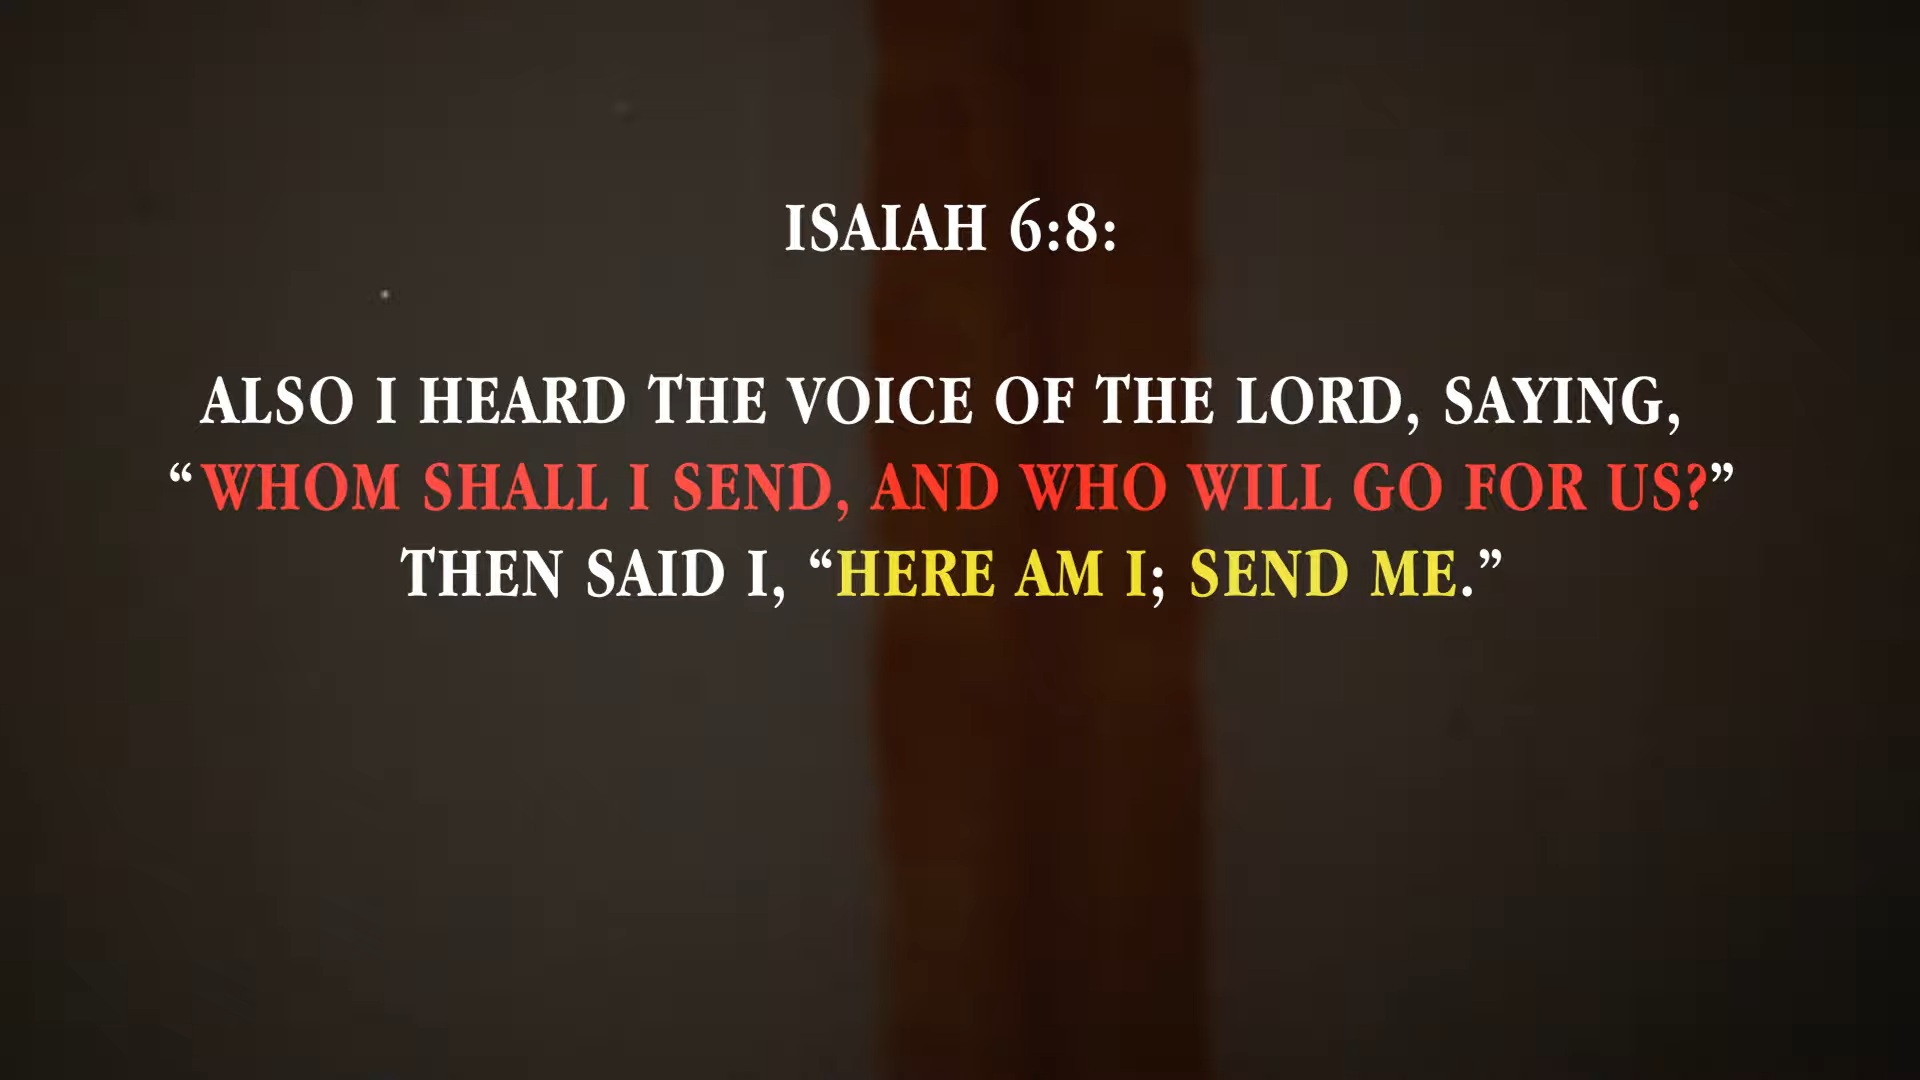 ISAIAH 6:8:
ALSO I HEARD THE VOICE OF THE LORD, SAYING,
“WHOM SHALL I SEND, AND WHO WILL GO FOR US?”
THEN SAID I, “HERE AM I; SEND ME.”